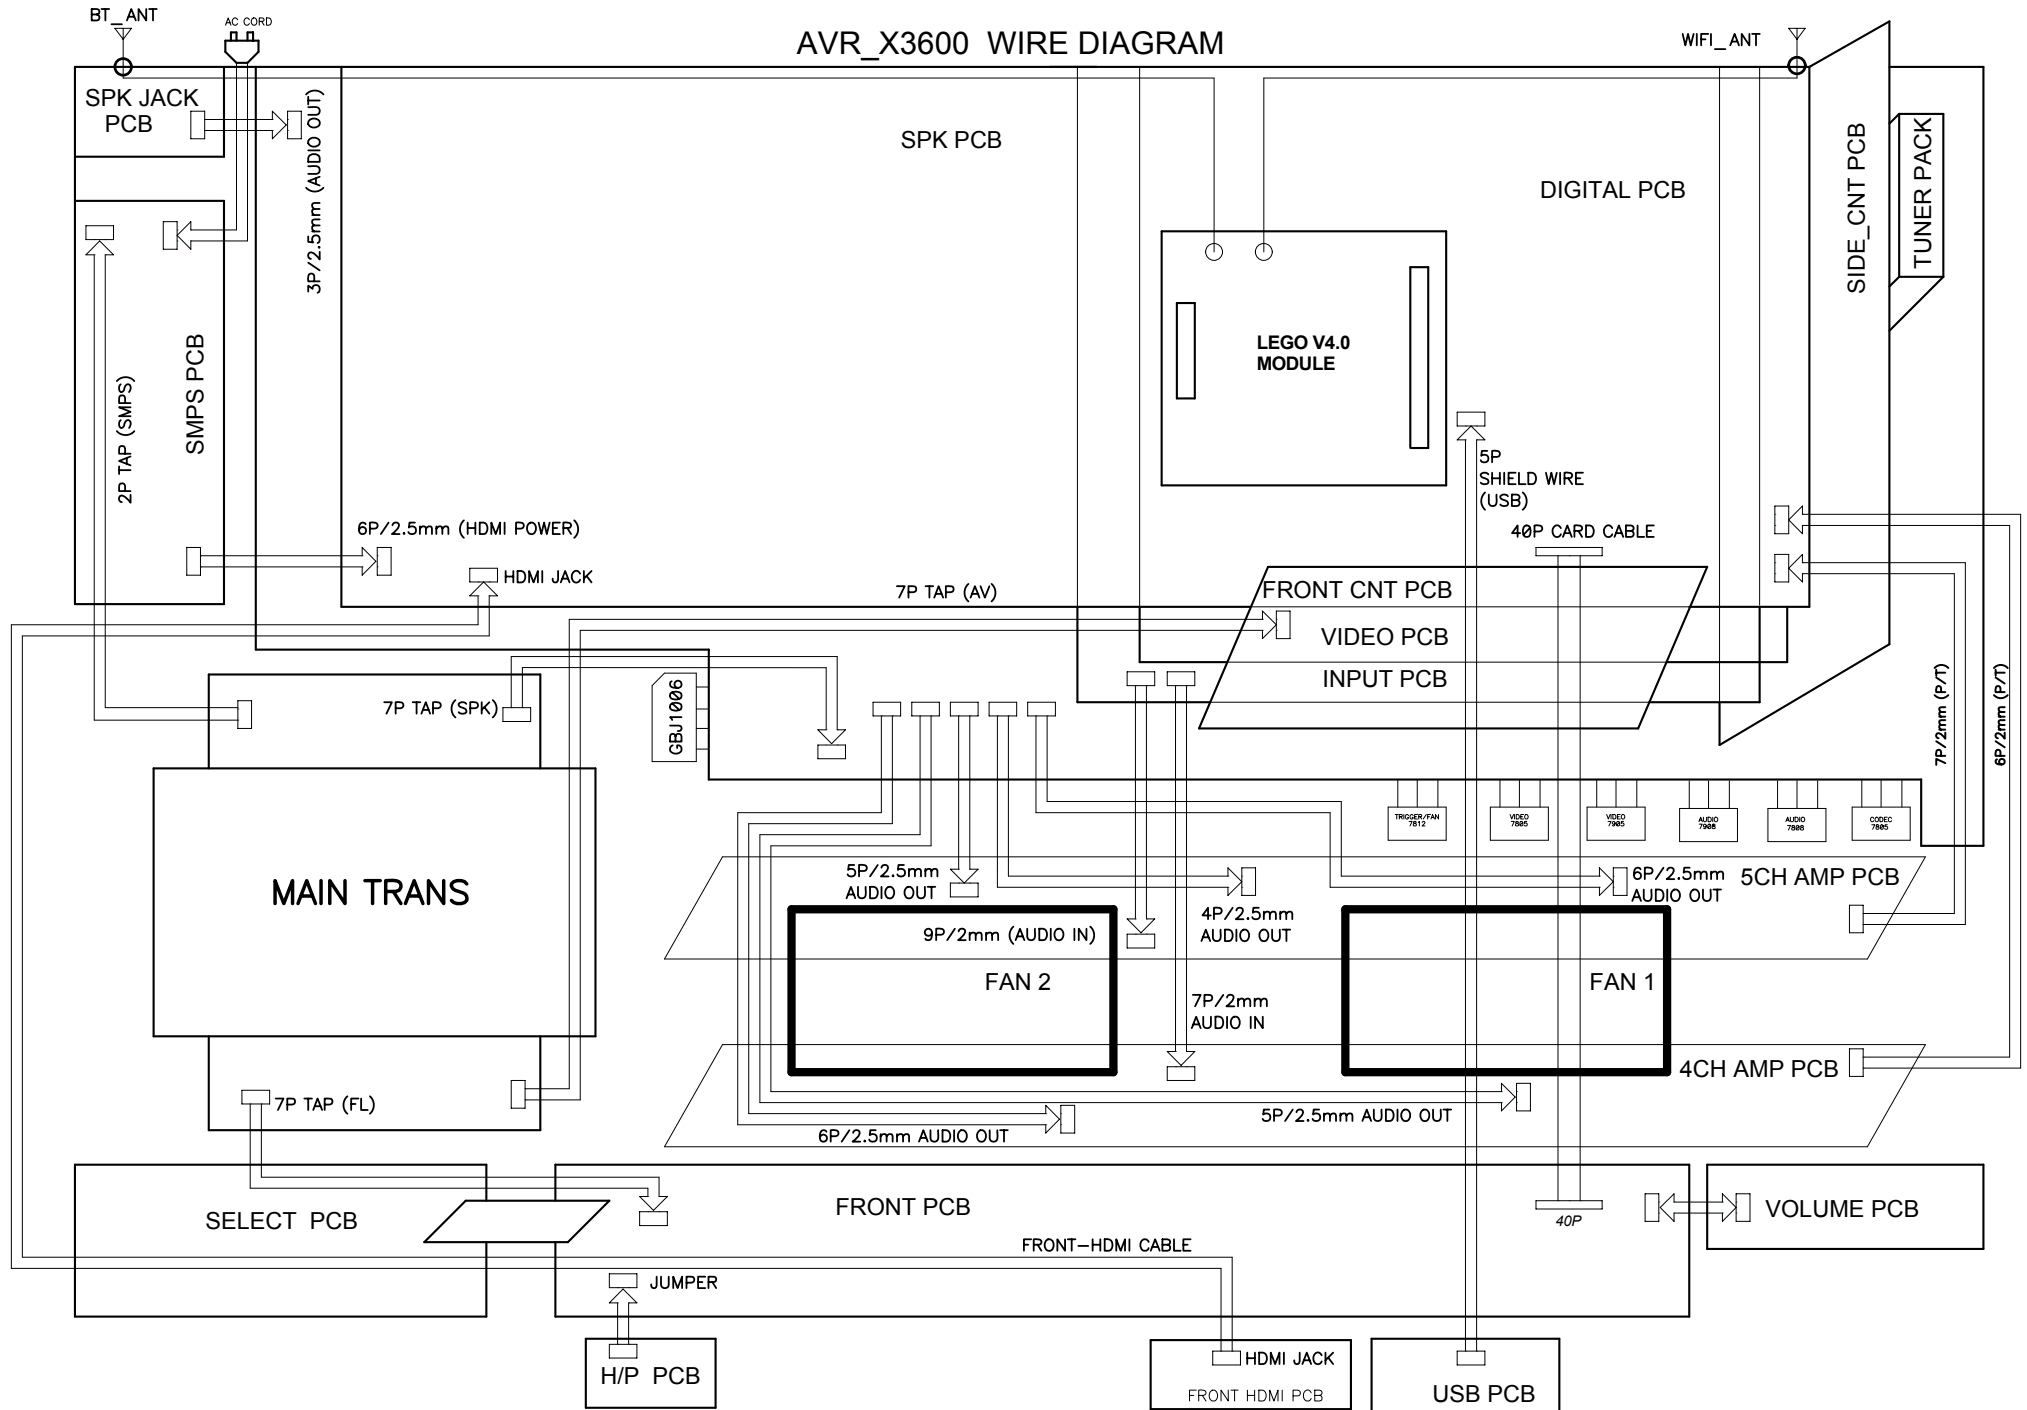 BT_ANT
AC CORD
AVR_X3600 WIRE DIAGRAM
WIFI_ANT
SPK JACK
PCB
3P/2.5mm (AUDIO OUT)
SPK PCB
DIGITAL PCB
SIDE_CNT PCB
TUNER PACK
LEGO V4.0
MODULE
SMPS PCB
2P TAP (SMPS)
5P
SHIELD WIRE
(USB)
6P/2.5mm (HDMI POWER)
40P CARD CABLE
HDMI JACK
7P TAP (AV)
FRONT CNT PCB
VIDEO PCB
INPUT PCB
7P TAP (SPK)
GBJ1006
7P/2mm (P/T)
6P/2mm (P/T)
TRIGGER/FAN
7812
VIDEO
7805
VIDEO
7905
AUDIO
7908
AUDIO
7808
CODEC
7805
MAIN TRANS
5P/2.5mm
AUDIO OUT
4P/2.5mm
AUDIO OUT
6P/2.5mm
AUDIO OUT
5CH AMP PCB
9P/2mm (AUDIO IN)
FAN 2
FAN 1
7P/2mm
AUDIO IN
4CH AMP PCB
7P TAP (FL)
5P/2.5mm AUDIO OUT
6P/2.5mm AUDIO OUT
SELECT PCB
FRONT PCB
40P
VOLUME PCB
FRONT-HDMI CABLE
JUMPER
H/P PCB
HDMI JACK
FRONT HDMI PCB
USB PCB